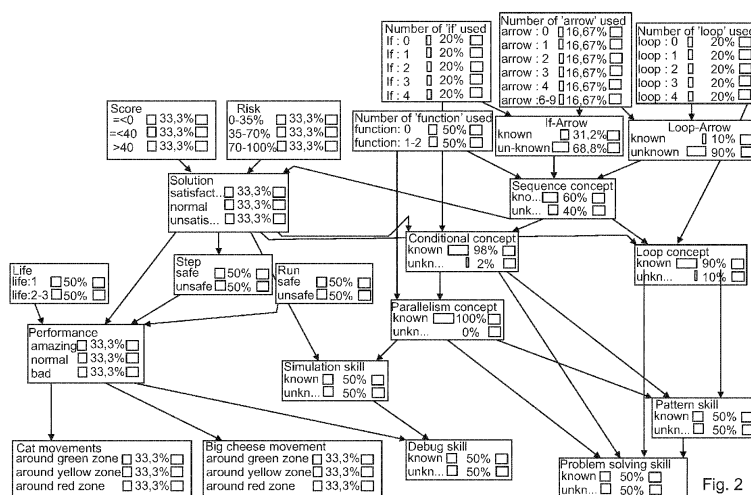 Number of 'if' used
If : 0 20%
If : 1 20%
If : 2 20%
If : 3 20%
If : 4 20%
Number of 'arrow' used
arrow : 0 16,67%
arrow : 1 16,67%
arrow : 2 16,67%
arrow : 3 16,67%
arrow : 4 16,67%
arrow :6-9 16,67%
Number of 'loop' used
loop : 0 20%
loop : 1 20%
loop : 2 20%
loop : 3 20%
loop : 4 20%
Score
=<0 33,3%
=<40 33,3%
>40 33,3%
Risk
0-35% 33,3%
35-70% 33,3%
70-100% 33,3%
Number of 'function' used
function: 0 50%
function: 1-2 50%
If-Arrow
known 31,2%
un-known 68,8%
Loop-Arrow
known 10%
unknown 90%
Solution
satisfact... 33,3%
normal 33,3%
unsatis... 33,3%
Sequence concept
kno... 60%
unk... 40%
Conditional concept
known 98%
unkn... 2%
Loop concept
known 90%
unkn... 10%
Life
life:1 50%
life:2-3 50%
Step
safe 50%
unsafe 50%
Run
safe 50%
unsafe 50%
Parallelism concept
known 100%
unkn... 0%
Performance
amazing 33,3%
normal 33,3%
bad 33,3%
Simulation skill
known 50%
unkn... 50%
Pattern skill
known 50%
unkn... 50%
Cat movements
around green zone 33,3%
around yellow zone 33,3%
around red zone 33,3%
Big cheese movement
around green zone 33,3%
around yellow zone 33,3%
around red zone 33,3%
Debug skill
known 50%
unkn... 50%
Problem solving skill
known 50%
unkn... 50%
Fig. 2